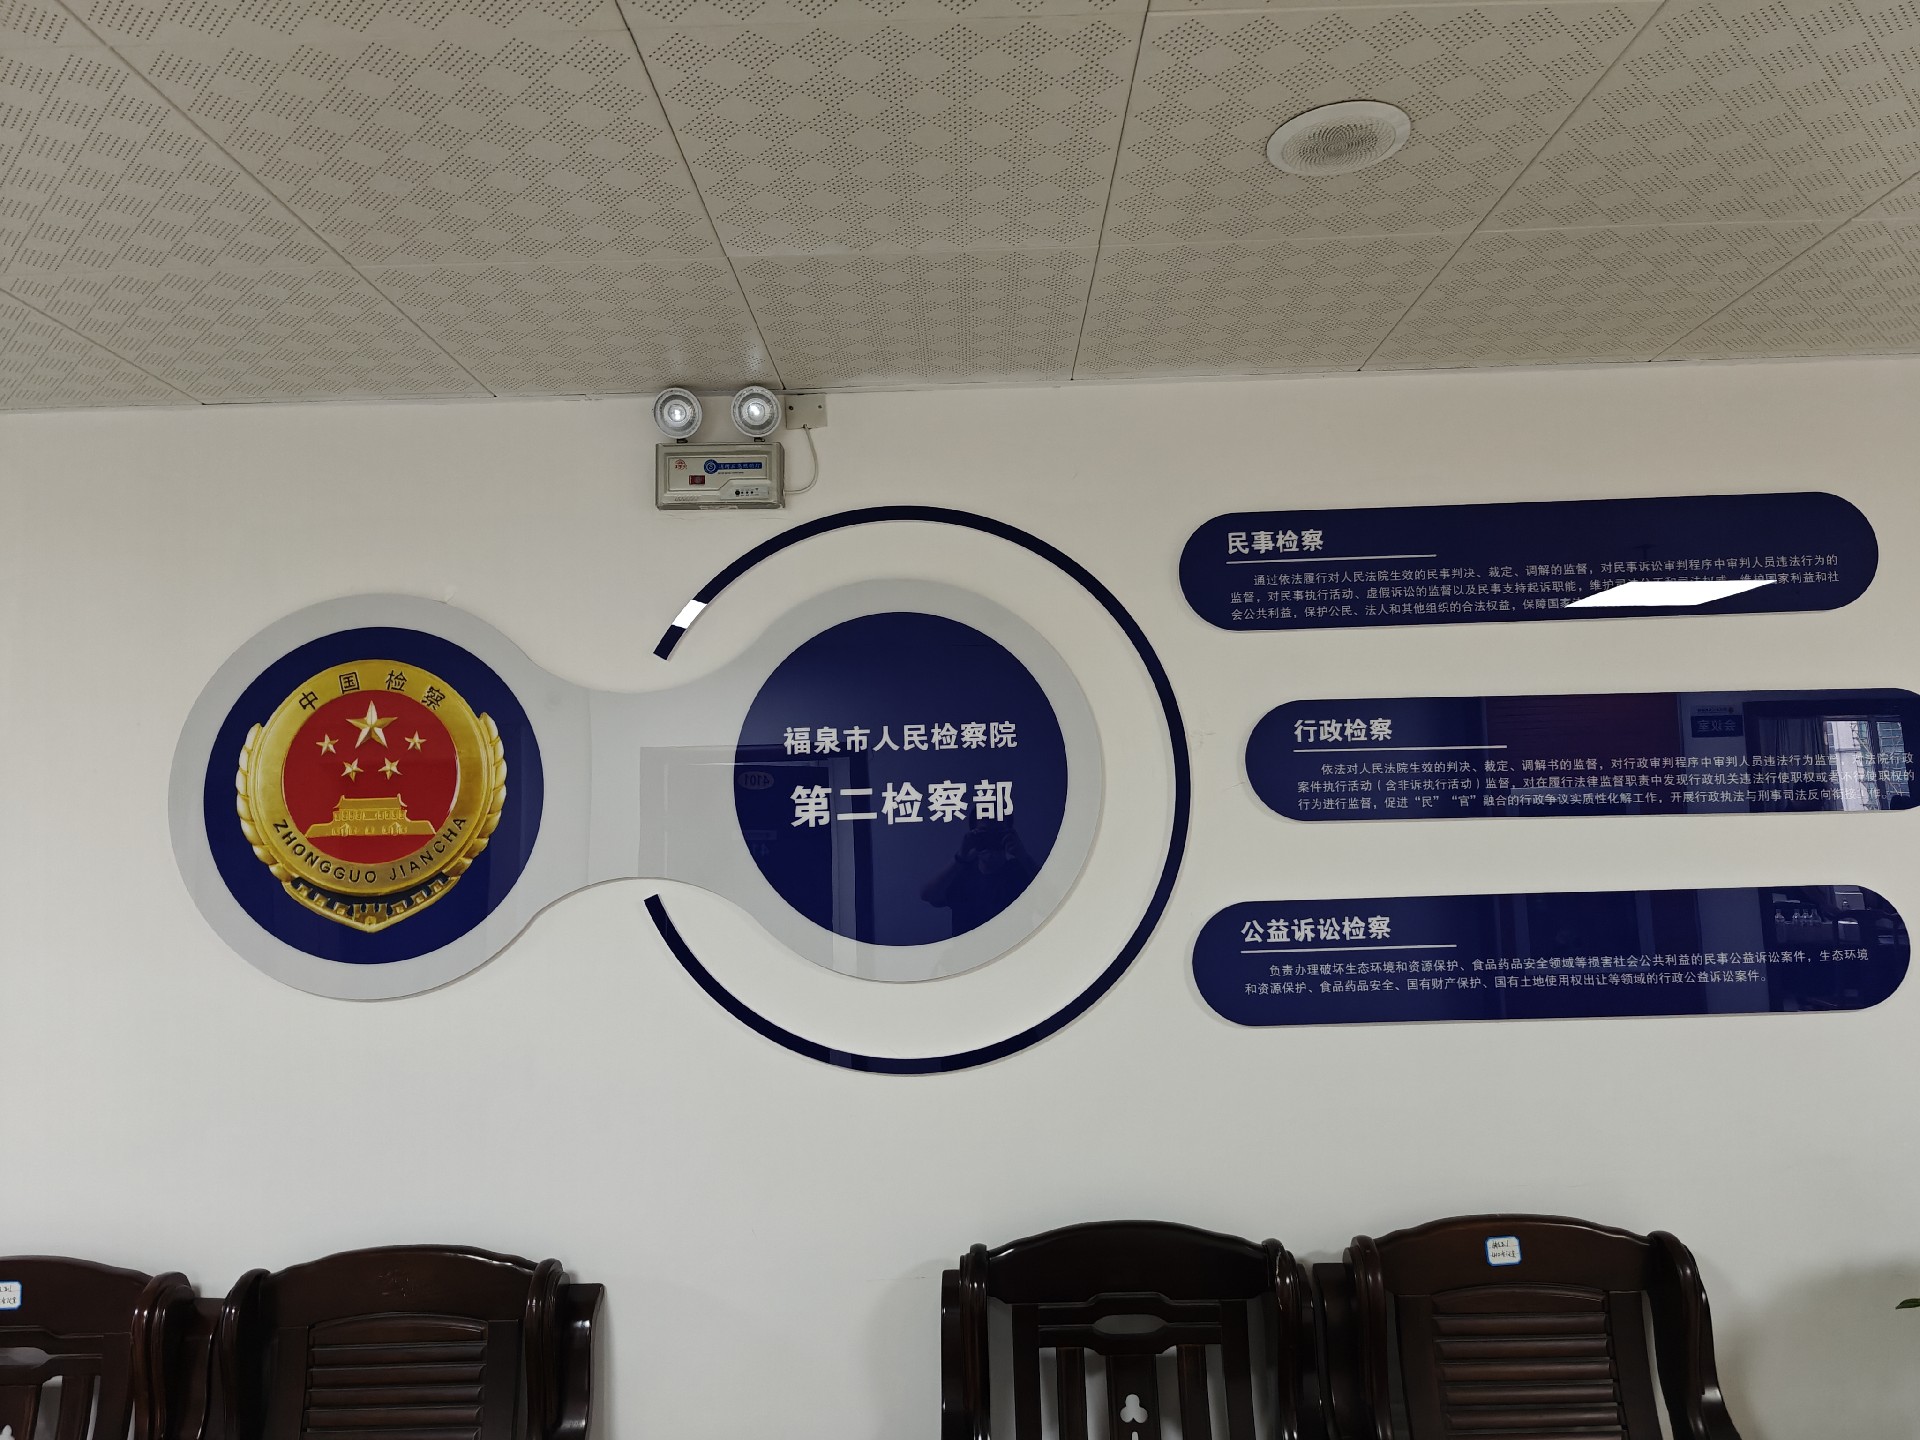 中国检察
ZHONGGUO JIANCHA
福泉市人民检察院
第二检察部
民事检察
通过依法履行对人民法院生效的民事判决、裁定、调解的监督，对民事诉讼审判程序中审判人员违法行为的
监督，对民事执行活动、虚假诉讼的监督以及民事支持起诉职能，维护司法公正和司法权威，维护国家利益和社
会公共利益，保护公民、法人和其他组织的合法权益，保障国家
行政检察
依法对人民法院生效的判决、裁定、调解书的监督，对行政审判程序中审判人员违法行为监督，对法院行政
案件执行活动（含非诉执行活动）监督，对在履行法律监督职责中发现行政机关违法行使职权或者不行使职权的
行为进行监督，促进“民”“官”融合的行政争议实质性化解工作，开展行政执法与刑事司法反向衔接工作。
公益诉讼检察
负责办理破坏生态环境和资源保护、食品药品安全领域等损害社会公共利益的民事公益诉讼案件，生态环境
和资源保护、食品药品安全、国有财产保护、国有土地使用权出让等领域的行政公益诉讼案件。